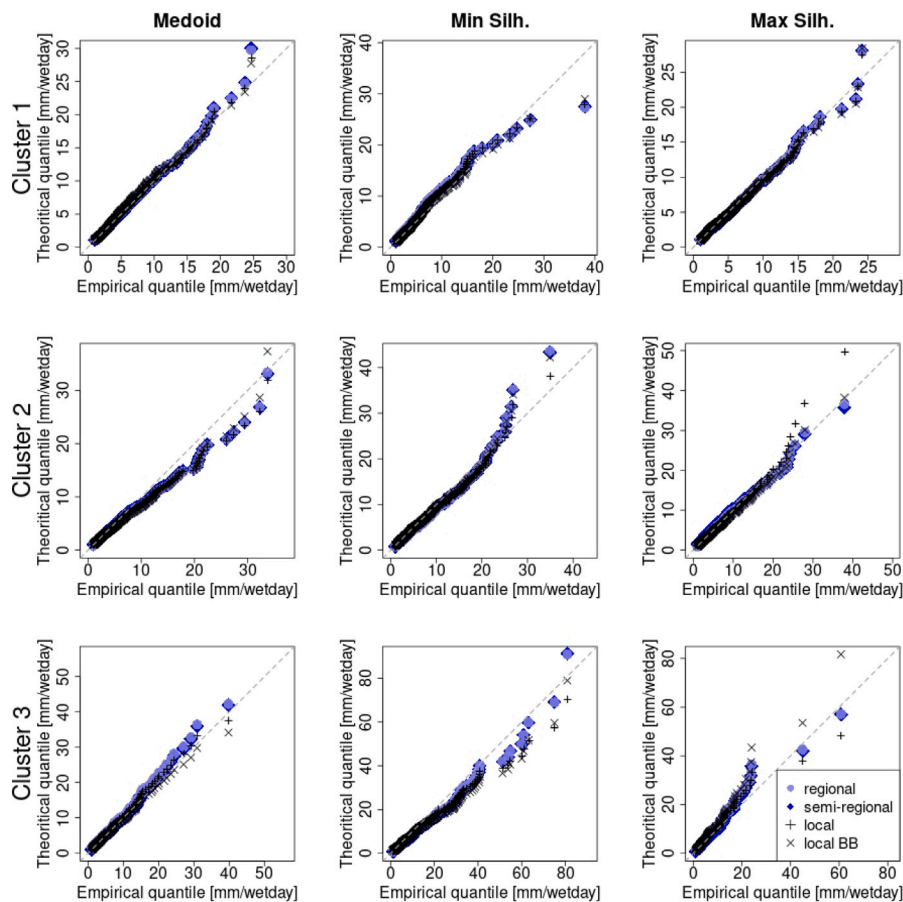 Medoid Min Silh. Max Silh.
Cluster 1
Theoritical quantile [mm/wetday]
0 5 10 15 20 25 30
0 5 10 15 20 25 30
Empirical quantile [mm/wetday]
Theoritical quantile [mm/wetday]
0 10 20 30 40
0 10 20 30 40
Empirical quantile [mm/wetday]
Theoritical quantile [mm/wetday]
0 5 10 15 20 25
0 5 10 15 20 25
Empirical quantile [mm/wetday]
Cluster 2
Theoritical quantile [mm/wetday]
0 10 20 30
0 10 20 30
Empirical quantile [mm/wetday]
Theoritical quantile [mm/wetday]
0 10 20 30 40
0 10 20 30 40
Empirical quantile [mm/wetday]
Theoritical quantile [mm/wetday]
0 10 20 30 40 50
0 10 20 30 40 50
Empirical quantile [mm/wetday]
Cluster 3
Theoritical quantile [mm/wetday]
0 10 20 30 40 50
0 10 20 30 40 50
Empirical quantile [mm/wetday]
Theoritical quantile [mm/wetday]
0 20 40 60 80
0 20 40 60 80
Empirical quantile [mm/wetday]
Theoritical quantile [mm/wetday]
0 20 40 60 80
0 20 40 60 80
Empirical quantile [mm/wetday]
regional
semi-regional
local
local BB